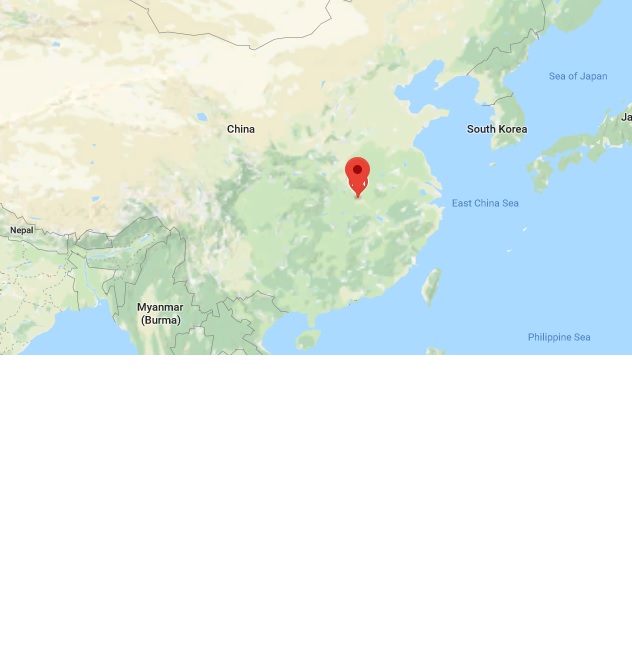 Sea of Japan
China
South Korea
Ja
East China Sea
Nepal
Myanmar
(Burma)
Philippine Sea